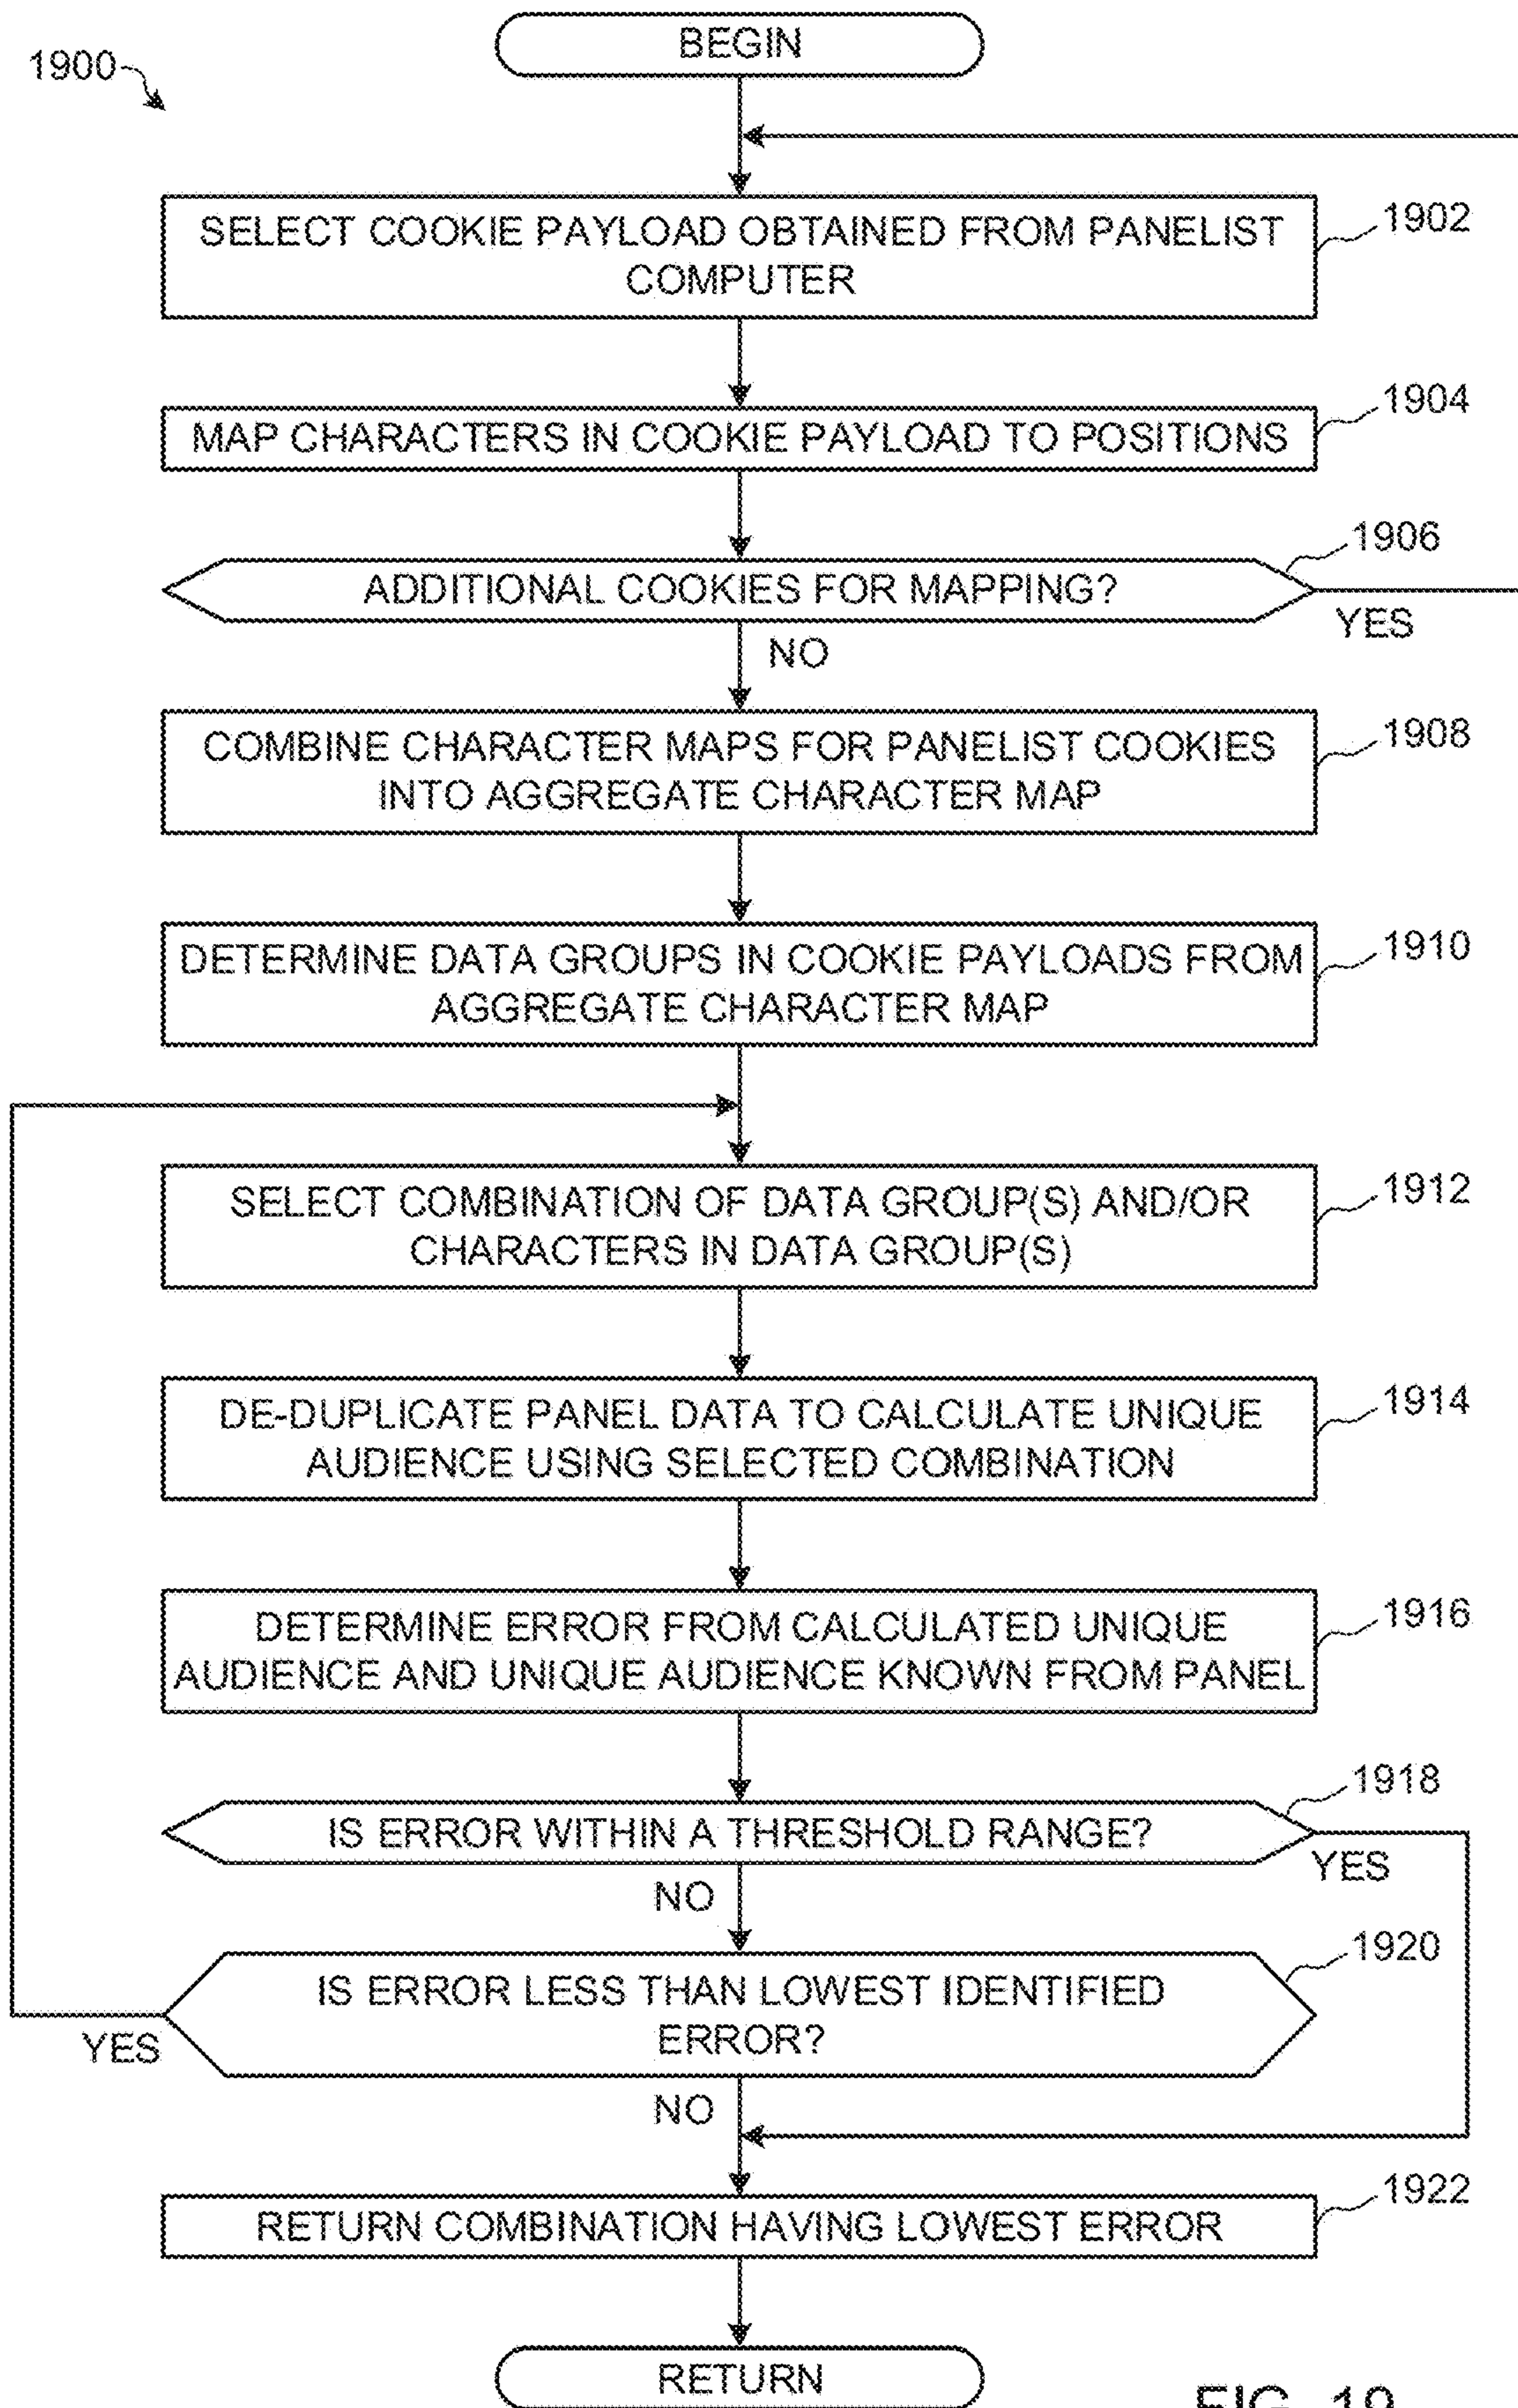 BEGIN
1900
SELECT COOKIE PAYLOAD OBTAINED FROM PANELIST
COMPUTER
1902
MAP CHARACTERS IN COOKIE PAYLOAD TO POSITIONS
1904
ADDITIONAL COOKIES FOR MAPPING?
1906
YES
NO
COMBINE CHARACTER MAPS FOR PANELIST COOKIES
INTO AGGREGATE CHARACTER MAP
1908
DETERMINE DATA GROUPS IN COOKIE PAYLOADS FROM
AGGREGATE CHARACTER MAP
1910
SELECT COMBINATION OF DATA GROUP(S) AND/OR
CHARACTERS IN DATA GROUP(S)
1912
DE-DUPLICATE PANEL DATA TO CALCULATE UNIQUE
AUDIENCE USING SELECTED COMBINATION
1914
DETERMINE ERROR FROM CALCULATED UNIQUE
AUDIENCE AND UNIQUE AUDIENCE KNOWN FROM PANEL
1916
IS ERROR WITHIN A THRESHOLD RANGE?
1918
YES
NO
IS ERROR LESS THAN LOWEST IDENTIFIED
ERROR?
1920
YES
NO
RETURN COMBINATION HAVING LOWEST ERROR
1922
RETURN
FIG. 19